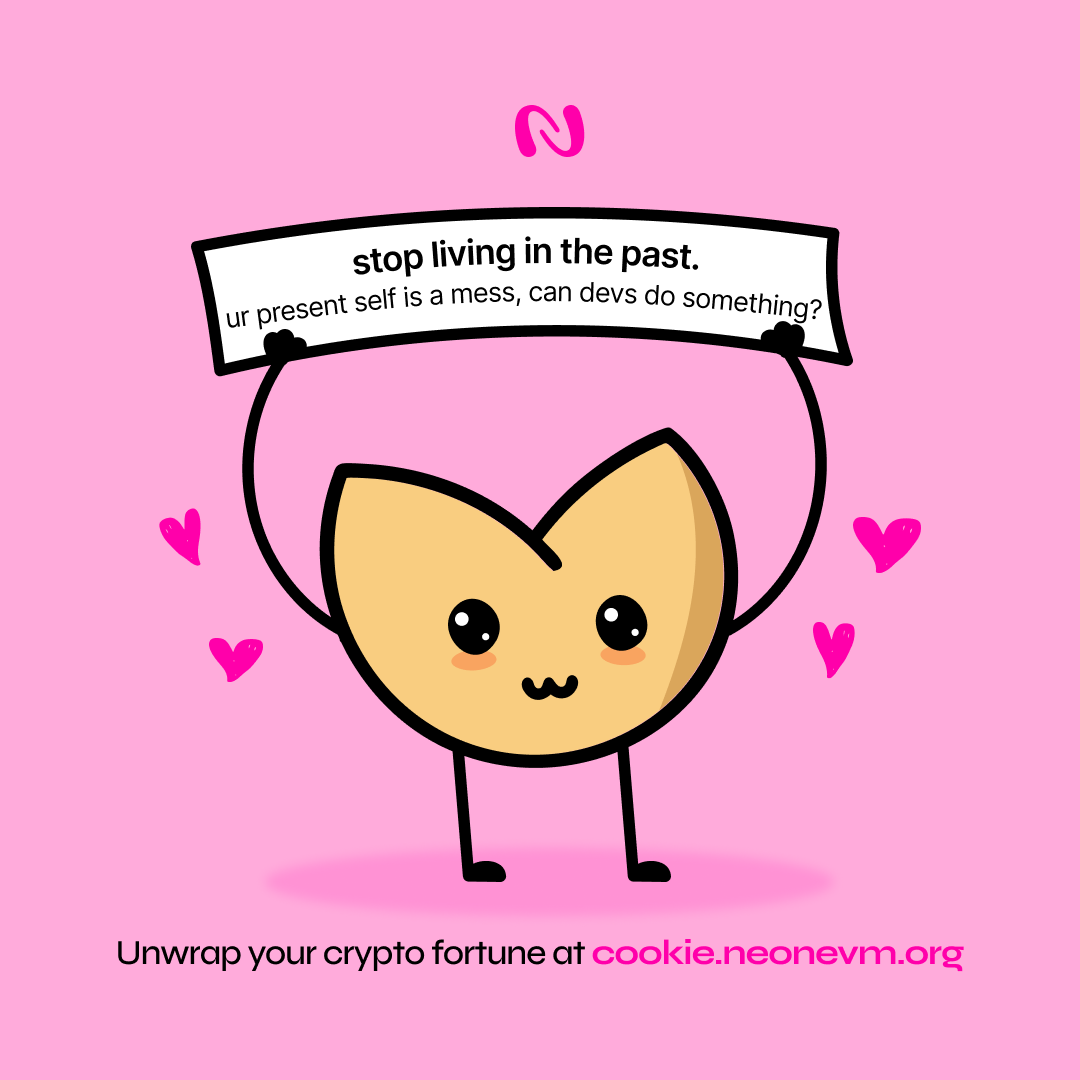 stop living in the past.
ur present self is a mess, can devs do something?
Unwrap your crypto fortune at cookie.neonevm.org